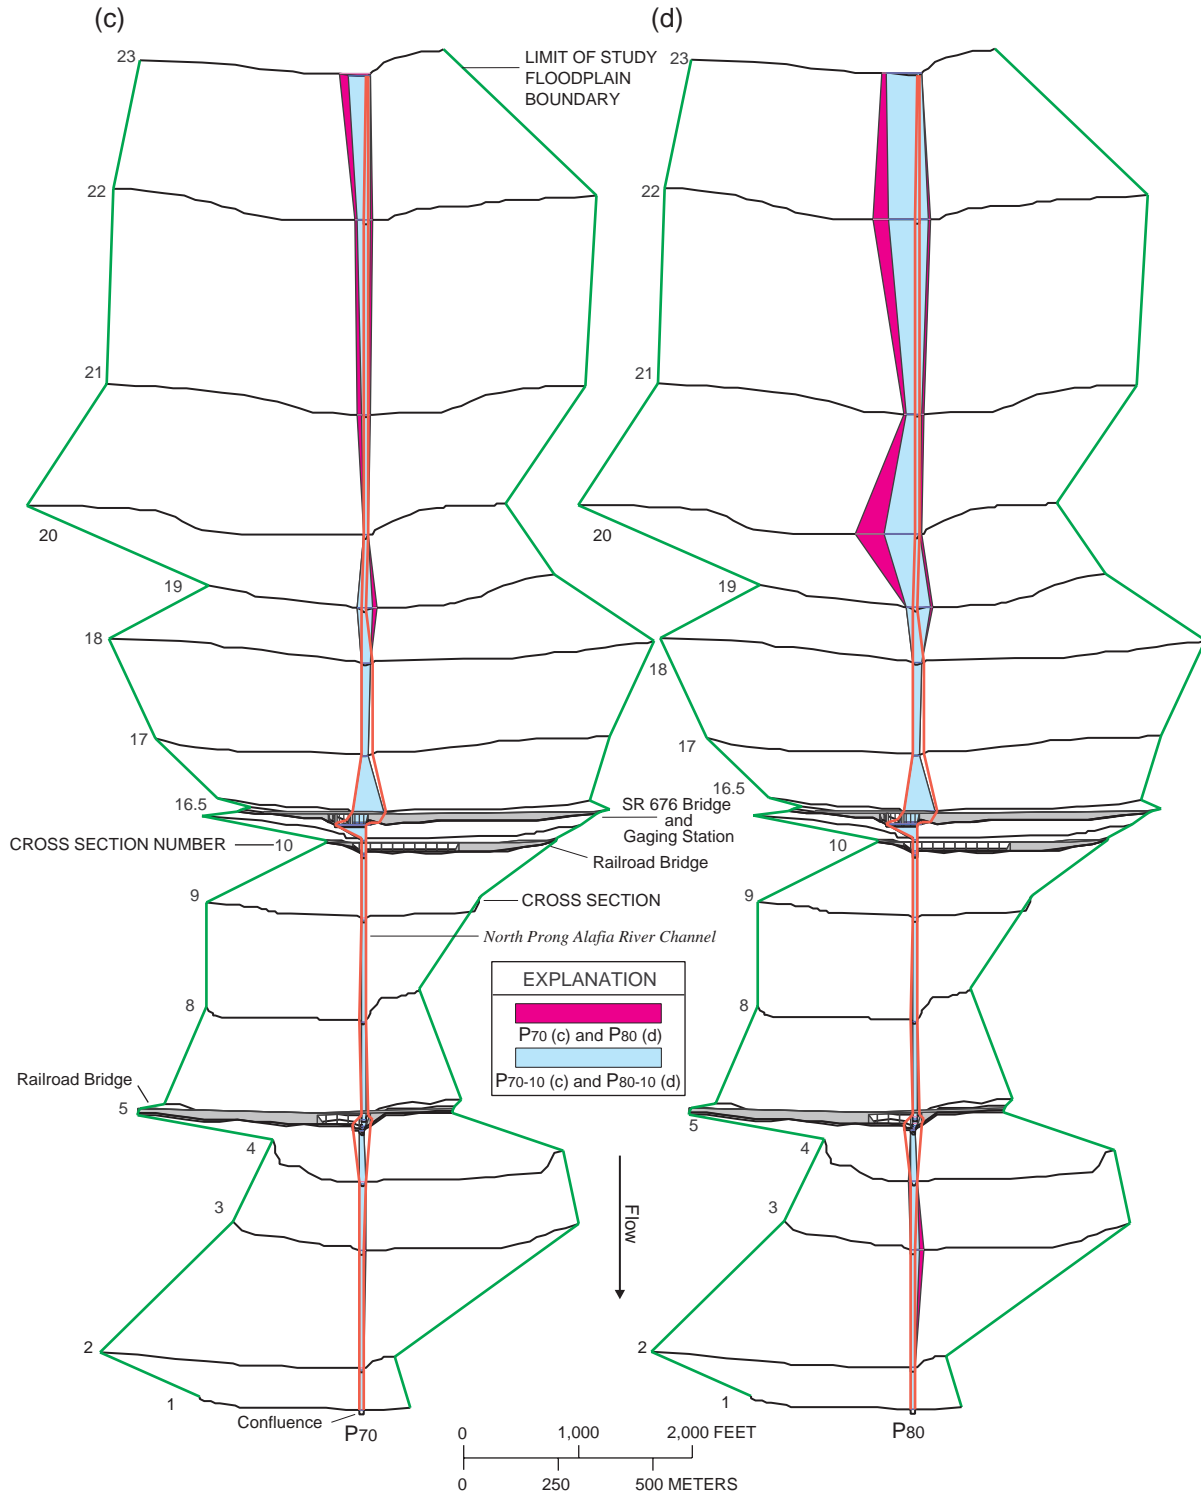 (c)
(d)
23
LIMIT OF STUDY
FLOODPLAIN
BOUNDARY
23
22
22
21
21
20
20
19
19
18
18
17
17
16.5
16.5
SR 676 Bridge
and
Gaging Station
CROSS SECTION NUMBER
10
Railroad Bridge
10
9
CROSS SECTION
9
North Prong Alafia River Channel
EXPLANATION
P70 (c) and P80 (d)
P70-10 (c) and P80-10 (d)
8
8
Railroad Bridge
5
5
4
4
Flow
3
3
2
2
1
1
Confluence
P70
P80
0 1,000 2,000 FEET
0 250 500 METERS